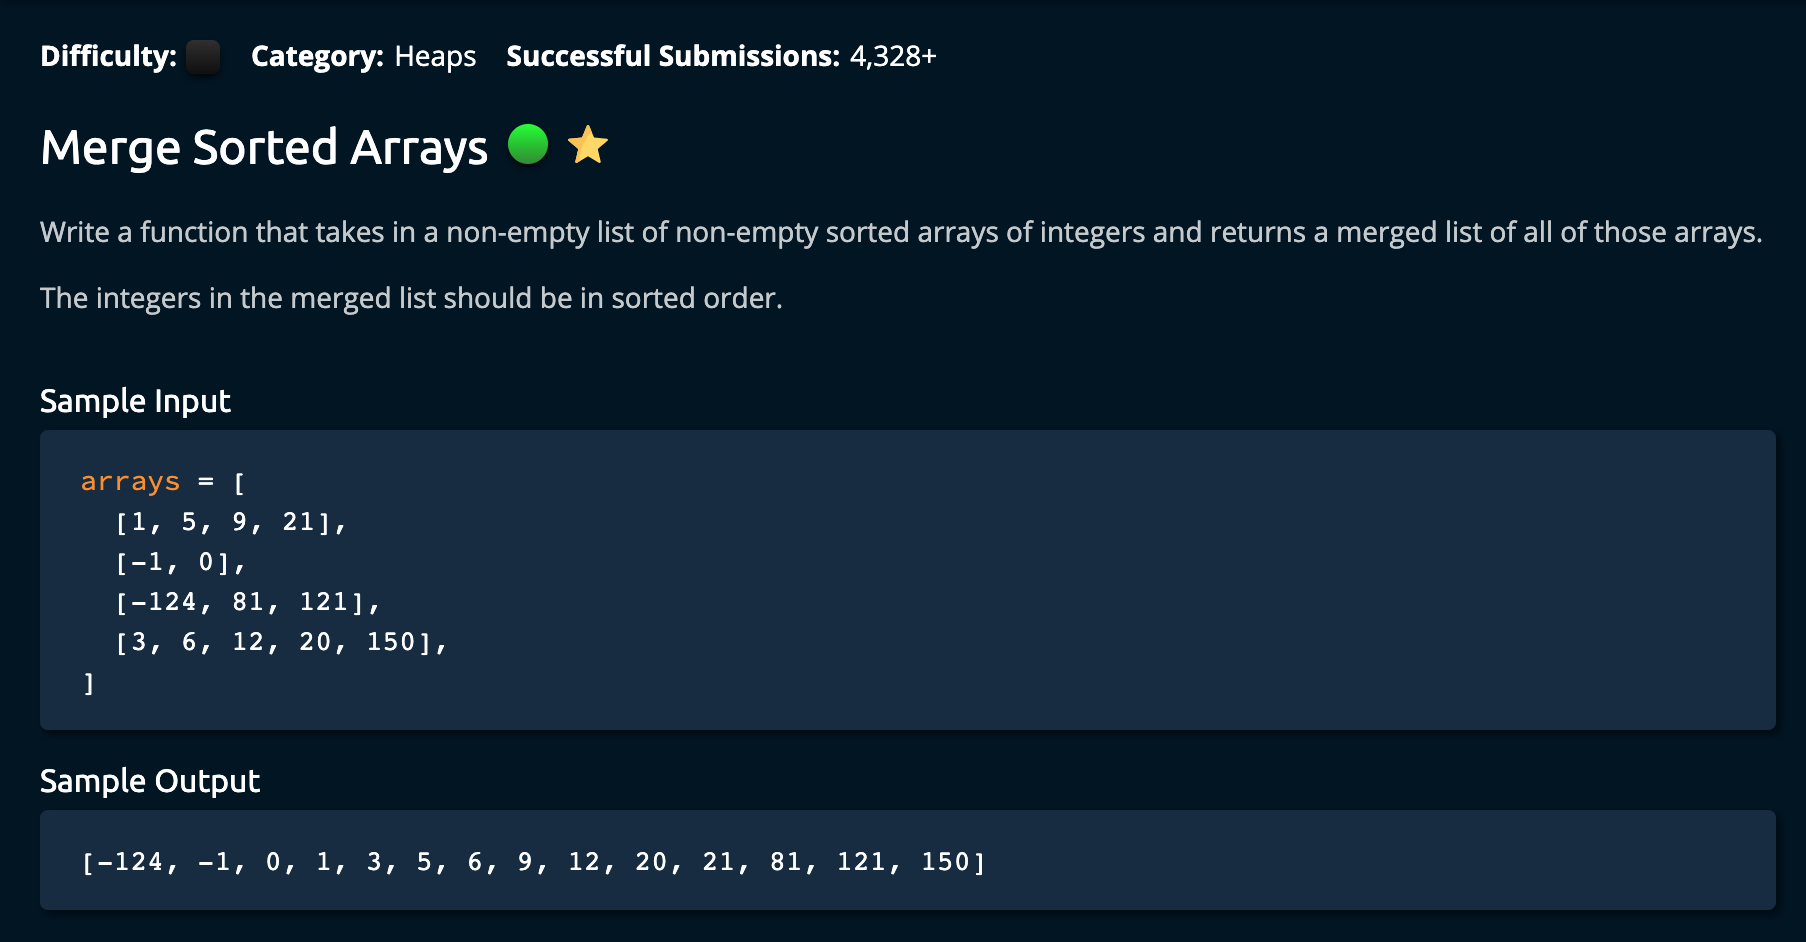 Difficulty: Category: Heaps Successful Submissions: 4,328+
Merge Sorted Arrays
Write a function that takes in a non-empty list of non-empty sorted arrays of integers and returns a merged list of all of those arrays.
The integers in the merged list should be in sorted order.
Sample Input
arrays = [
  [1, 5, 9, 21],
  [-1, 0],
  [-124, 81, 121],
  [3, 6, 12, 20, 150],
]
Sample Output
[-124, -1, 0, 1, 3, 5, 6, 9, 12, 20, 21, 81, 121, 150]